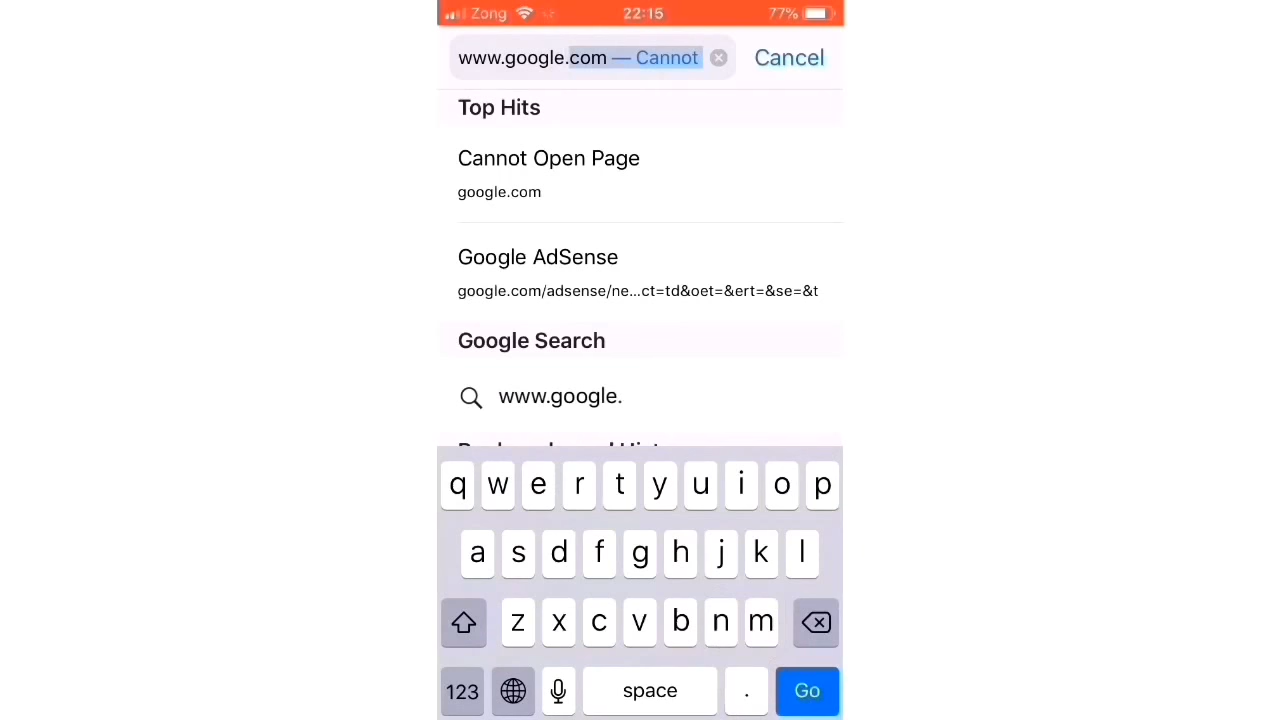 Zong 22:15 77%
www.google.com — Cannot Cancel
Top Hits
Cannot Open Page
google.com
Google AdSense
google.com/adsense/ne...ct=td&oet=&ert=&se=&t
Google Search
www.google.
q w e r t y u i o p
a s d f g h j k l
z x c v b n m
123 space . Go